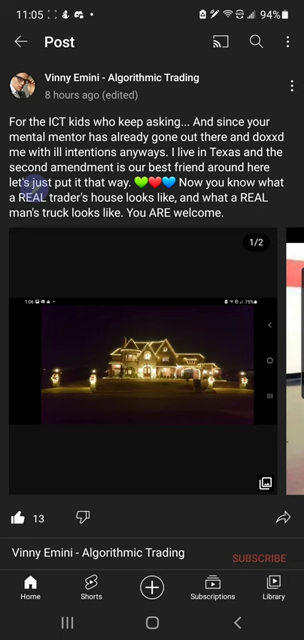 11:05
94%
Post
Vinny Emini - Algorithmic Trading
8 hours ago (edited)
For the ICT kids who keep asking... And since your
mental mentor has already gone out there and doxxd
me with ill intentions anyways. I live in Texas and the
second amendment is our best friend around here
let's just put it that way. 💚❤️💙 Now you know what
a REAL trader's house looks like, and what a REAL
man's truck looks like. You ARE welcome.
1/2
1:06
75%
13
Vinny Emini - Algorithmic Trading
SUBSCRIBE
Home
Shorts
Subscriptions
Library